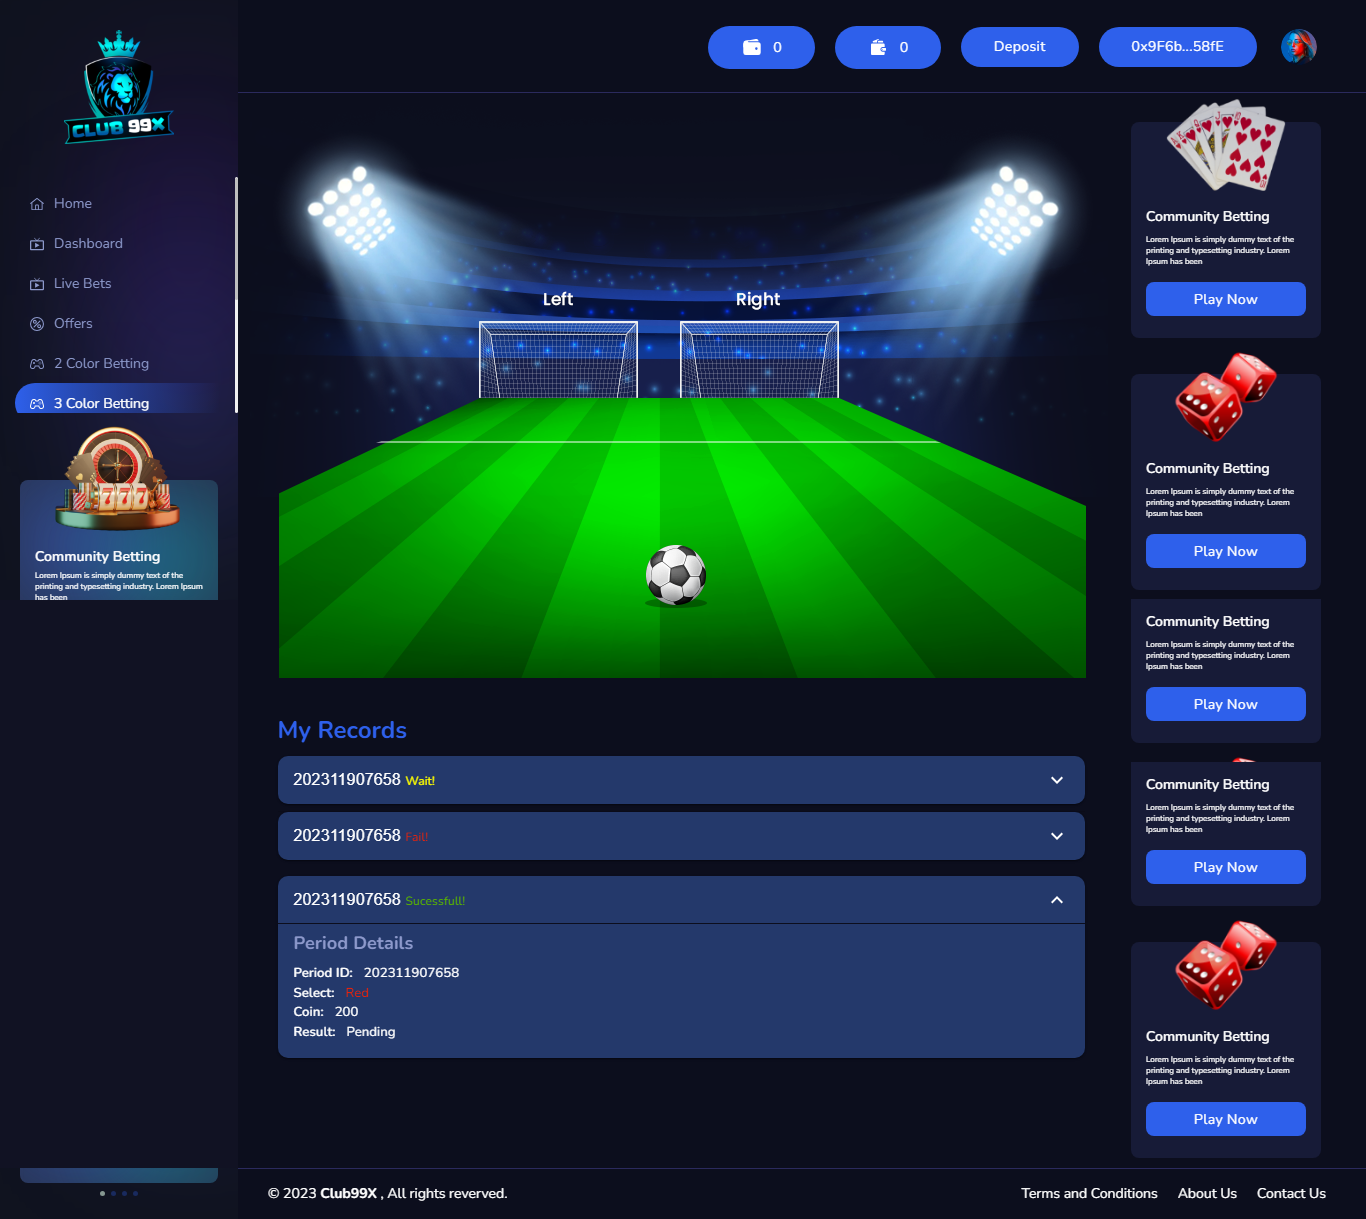 CLUB 99X
0
0
Deposit
0x9F6b...58fE
Home
Dashboard
Live Bets
Offers
2 Color Betting
3 Color Betting
Community Betting
Lorem Ipsum is simply dummy text of the
printing and typesetting industry. Lorem Ipsum
has been
Left
Right
My Records
202311907658 Wait!
202311907658 Fail!
202311907658 Sucessfull!
Period Details
Period ID: 202311907658
Select: Red
Coin: 200
Result: Pending
Community Betting
Lorem Ipsum is simply dummy text of the
printing and typesetting industry. Lorem
Ipsum has been
Play Now
Community Betting
Lorem Ipsum is simply dummy text of the
printing and typesetting industry. Lorem
Ipsum has been
Play Now
Community Betting
Lorem Ipsum is simply dummy text of the
printing and typesetting industry. Lorem
Ipsum has been
Play Now
Community Betting
Lorem Ipsum is simply dummy text of the
printing and typesetting industry. Lorem
Ipsum has been
Play Now
Community Betting
Lorem Ipsum is simply dummy text of the
printing and typesetting industry. Lorem
Ipsum has been
Play Now
© 2023 Club99X , All rights reverved.
Terms and Conditions
About Us
Contact Us